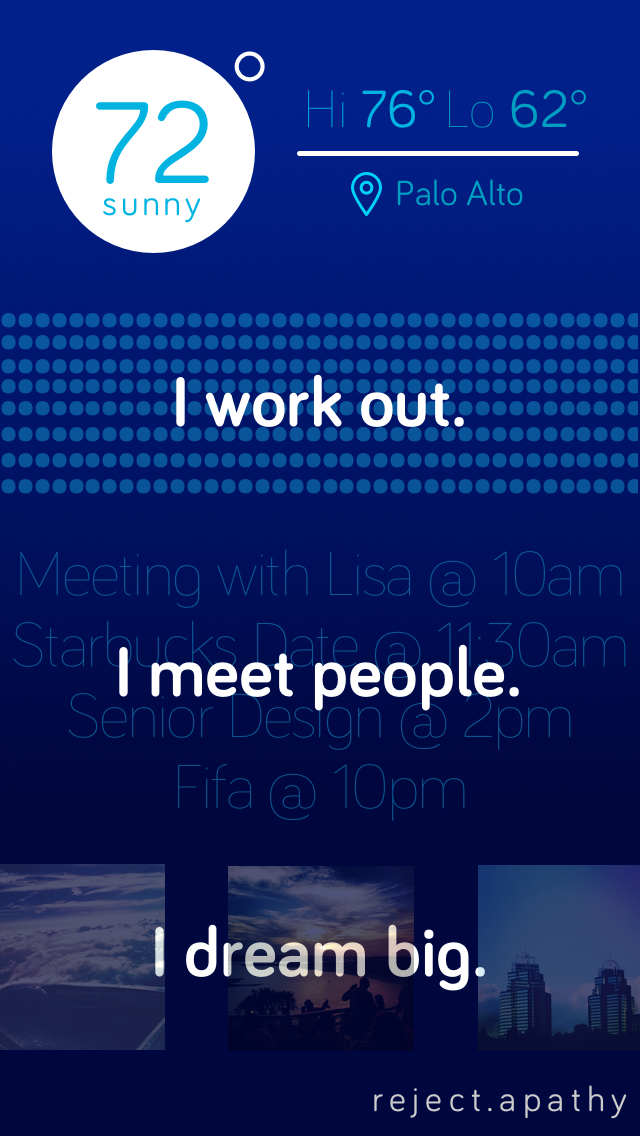 72
sunny
Hi 76° Lo 62°
Palo Alto
I work out.
Meeting with Lisa @ 10am
Starbucks Date @ 11:30am
I meet people.
Senior Design @ 2pm
Fifa @ 10pm
I dream big.
reject.apathy